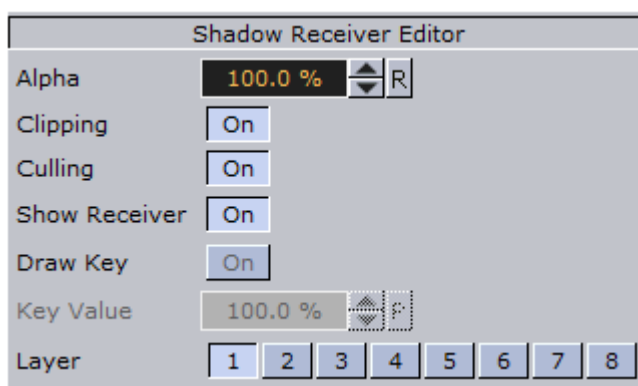 Shadow Receiver Editor
Alpha 100.0 % R
Clipping On
Culling On
Show Receiver On
Draw Key On
Key Value 100.0 % R
Layer 1 2 3 4 5 6 7 8